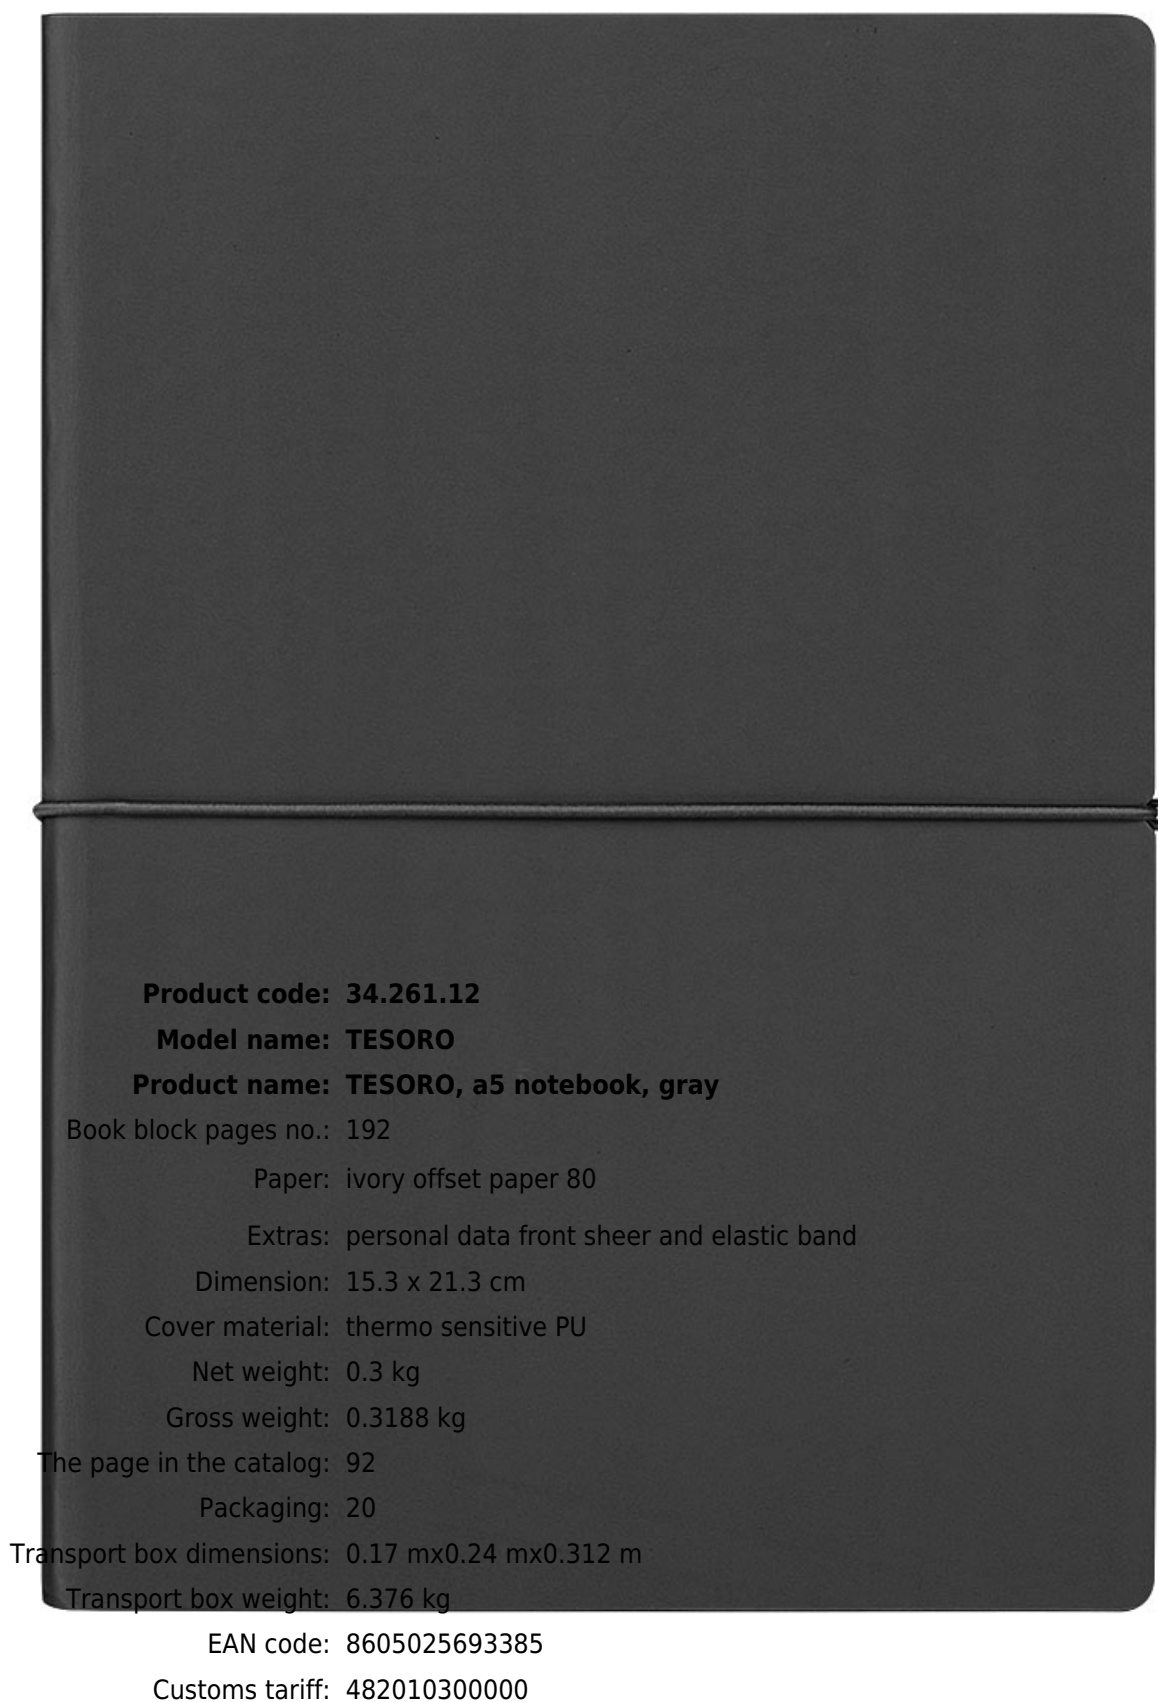 Product code: 34.261.12
Model name: TESORO
Product name: TESORO, a5 notebook, gray
Book block pages no.: 192
Paper: ivory offset paper 80
Extras: personal data front sheer and elastic band
Dimension: 15.3 x 21.3 cm
Cover material: thermo sensitive PU
Net weight: 0.3 kg
Gross weight: 0.3188 kg
The page in the catalog: 92
Packaging: 20
Transport box dimensions: 0.17 mx0.24 mx0.312 m
Transport box weight: 6.376 kg
EAN code: 8605025693385
Customs tariff: 482010300000